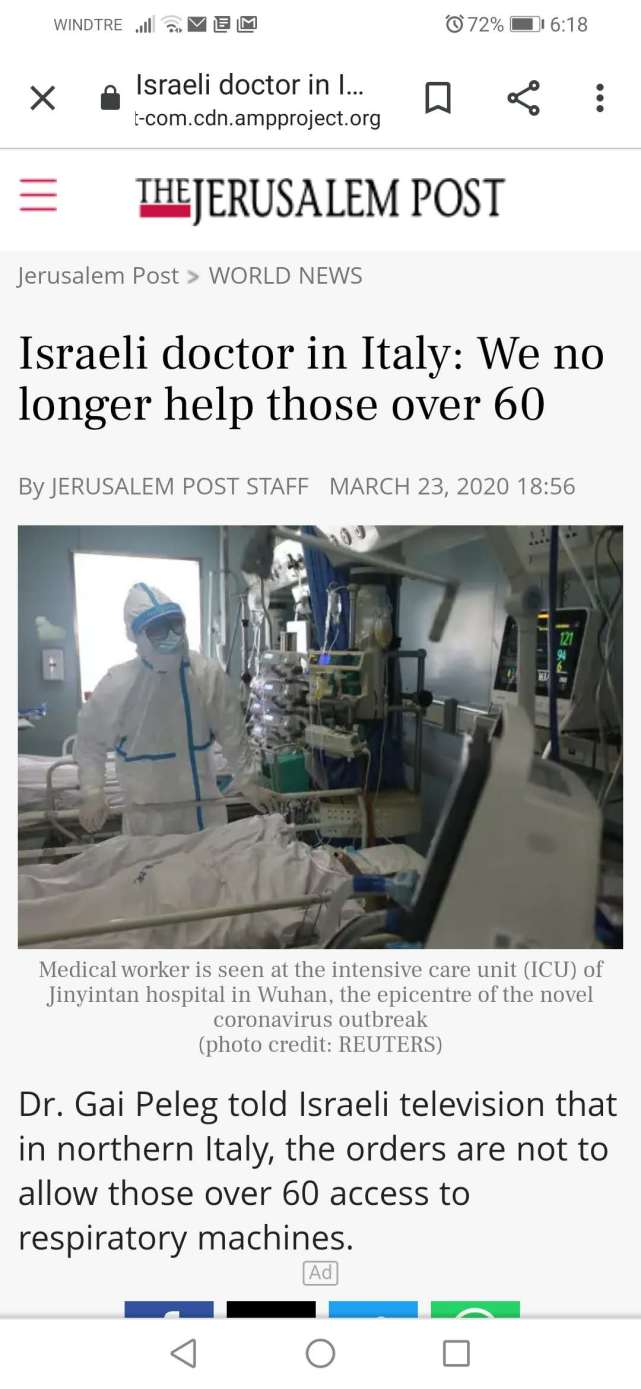 WINDTRE 72% 6:18
Israeli doctor in I...
t-com.cdn.ampproject.org
THE JERUSALEM POST
Jerusalem Post > WORLD NEWS
Israeli doctor in Italy: We no
longer help those over 60
By JERUSALEM POST STAFF MARCH 23, 2020 18:56
121
94
Medical worker is seen at the intensive care unit (ICU) of
Jinyintan hospital in Wuhan, the epicentre of the novel
coronavirus outbreak
(photo credit: REUTERS)
Dr. Gai Peleg told Israeli television that
in northern Italy, the orders are not to
allow those over 60 access to
respiratory machines.
Ad